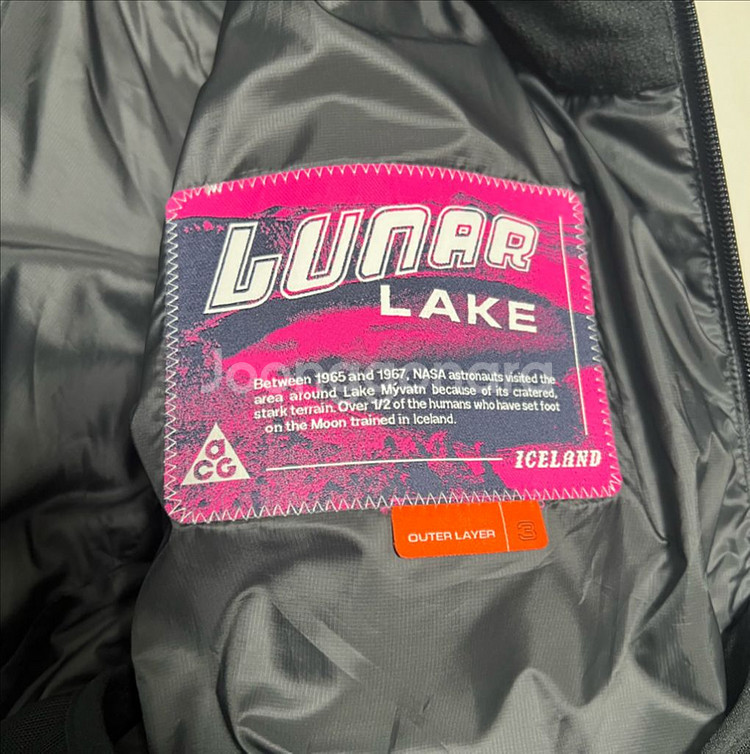 LUNAR
LAKE
Between 1965 and 1967, NASA astronauts visited the
area around Lake Mývatn because of its cratered,
stark terrain. Over 1/2 of the humans who have set foot
on the Moon trained in Iceland.
aCG
ICELAND
OUTER LAYER 3
Joongonara